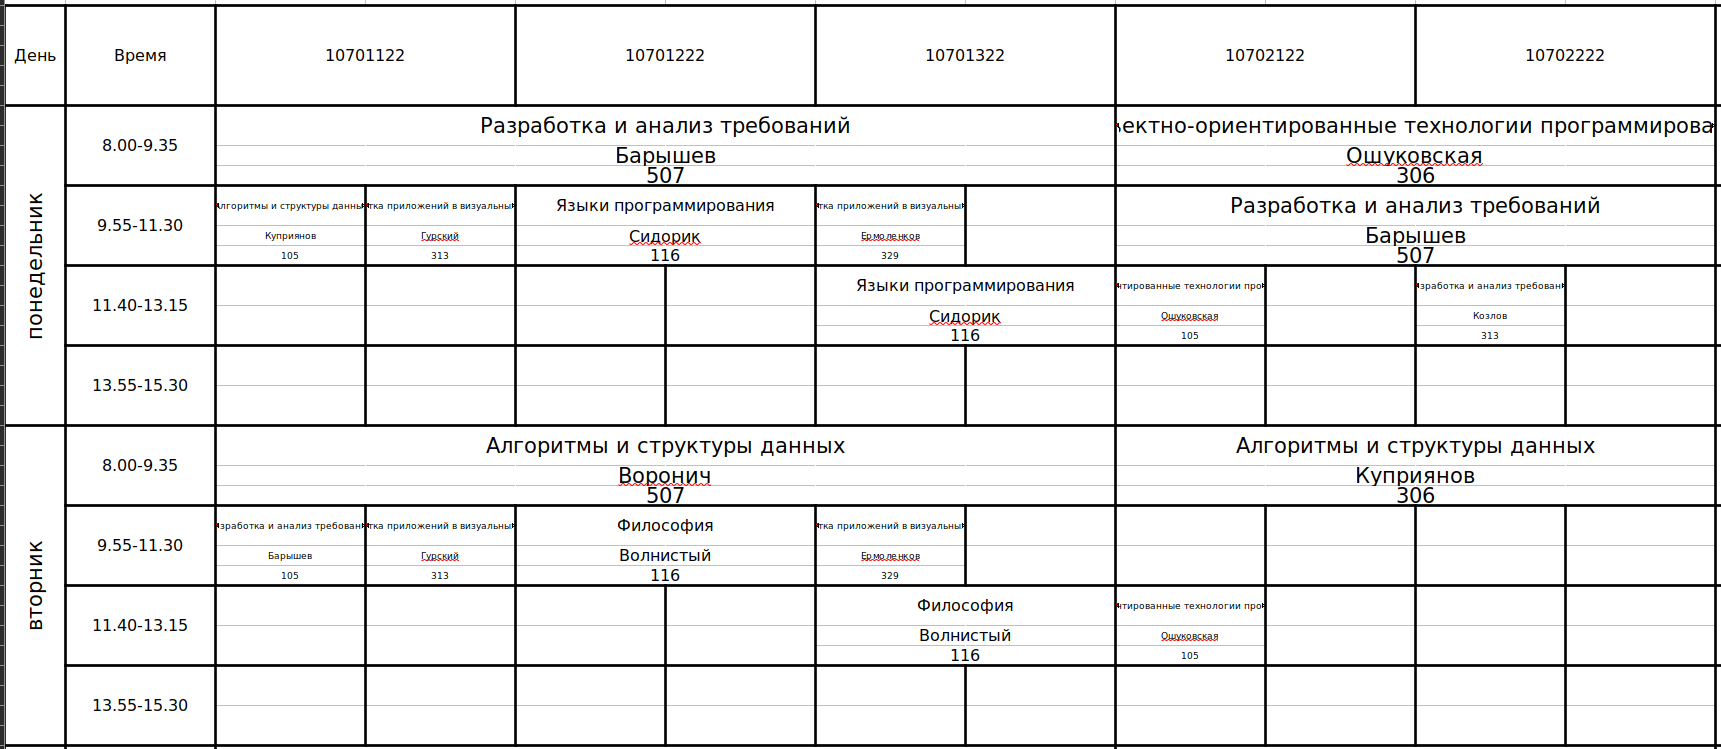 День Время 10701122 10701222 10701322 10702122 10702222
понедельник
8.00-9.35
Разработка и анализ требований
Барышев
507
ектно-ориентированные технологии программирова
Ошуковская
306
9.55-11.30
лгоритмы и структуры данны
Куприянов
105
тка приложений в визуальны
Гурский
313
Языки программирования
Сидорик
116
тка приложений в визуальны
Ермоленков
329
Разработка и анализ требований
Барышев
507
11.40-13.15
Языки программирования
Сидорик
116
нтированные технологии про
Ошуковская
105
зработка и анализ требован
Козлов
313
13.55-15.30
вторник
8.00-9.35
Алгоритмы и структуры данных
Воронич
507
Алгоритмы и структуры данных
Куприянов
306
9.55-11.30
зработка и анализ требован
Барышев
105
тка приложений в визуальны
Гурский
313
Философия
Волнистый
116
тка приложений в визуальны
Ермоленков
329
11.40-13.15
Философия
Волнистый
116
нтированные технологии про
Ошуковская
105
13.55-15.30